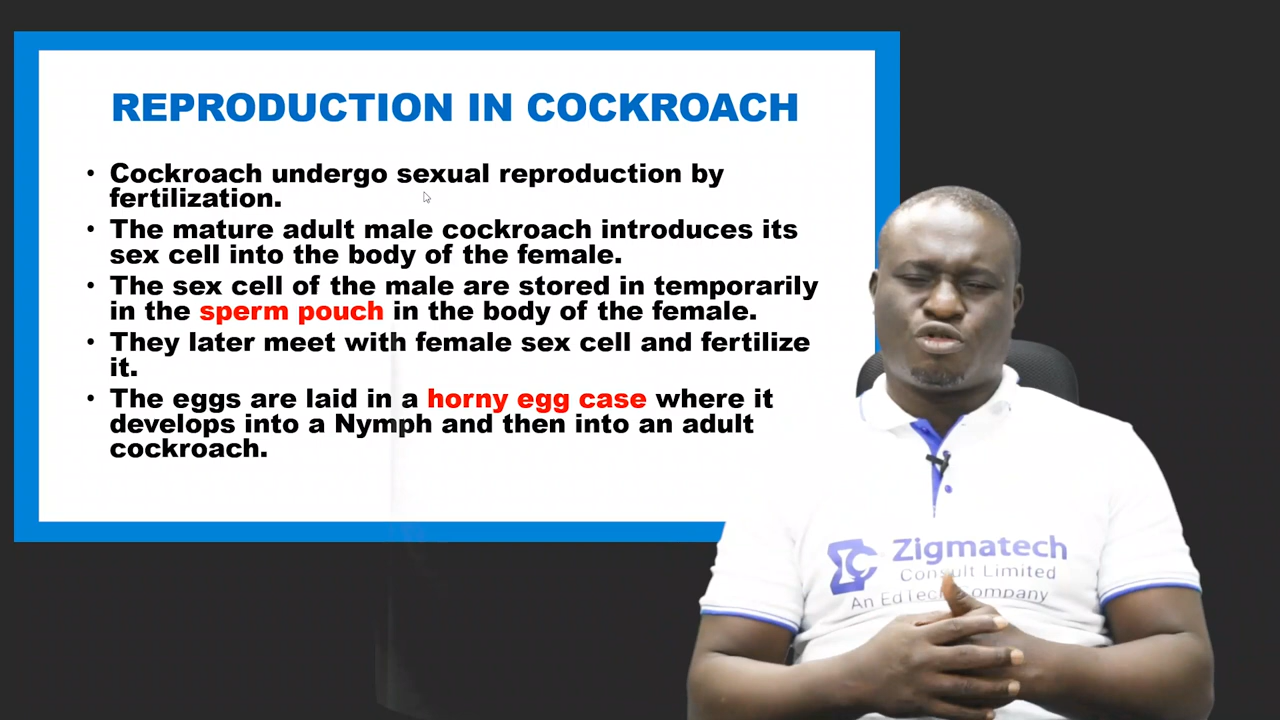 REPRODUCTION IN COCKROACH
• Cockroach undergo sexual reproduction by
fertilization.
• The mature adult male cockroach introduces its
sex cell into the body of the female.
• The sex cell of the male are stored in temporarily
in the sperm pouch in the body of the female.
• They later meet with female sex cell and fertilize
it.
• The eggs are laid in a horny egg case where it
develops into a Nymph and then into an adult
cockroach.
Zigmatech
Consult Limited
An EdTech Company